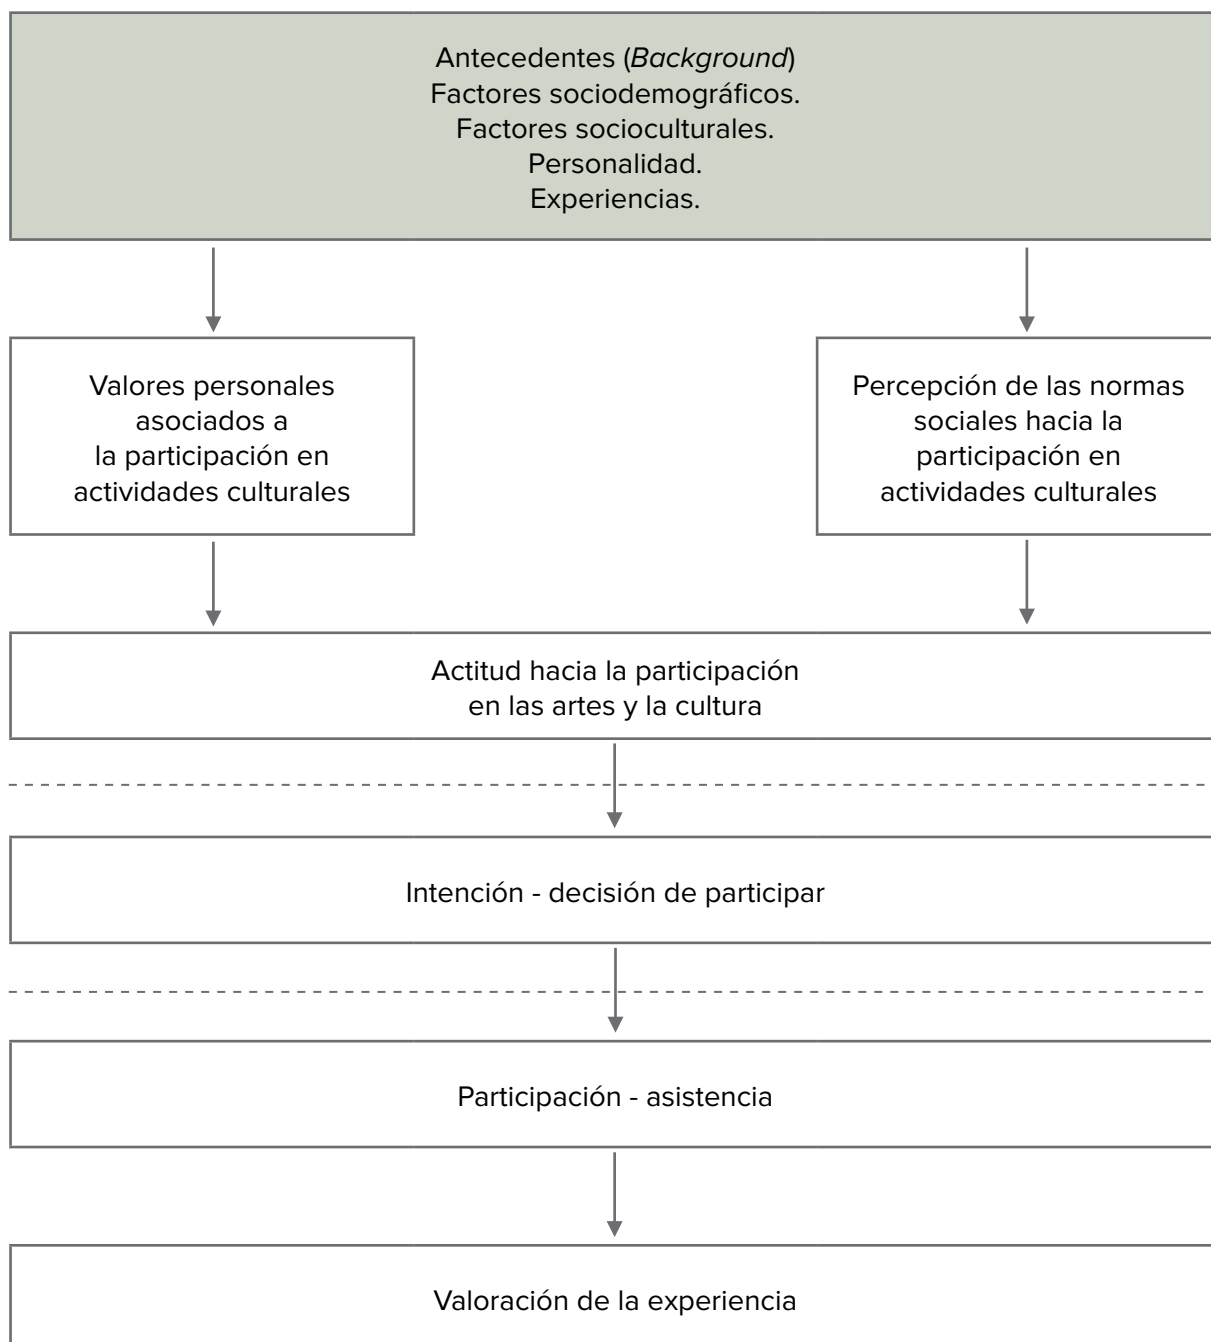 Antecedentes (Background)
Factores sociodemográficos.
Factores socioculturales.
Personalidad.
Experiencias.
Valores personales
asociados a
la participación en
actividades culturales
Percepción de las normas
sociales hacia la
participación en
actividades culturales
Actitud hacia la participación
en las artes y la cultura
Intención - decisión de participar
Participación - asistencia
Valoración de la experiencia